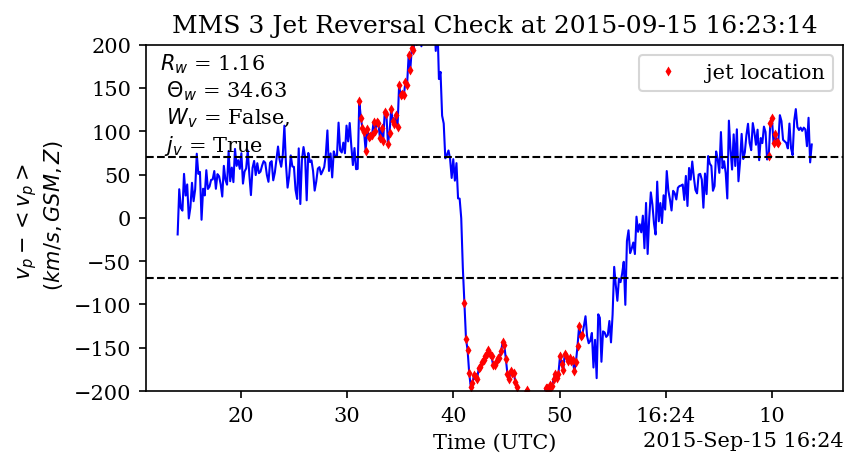 MMS 3 Jet Reversal Check at 2015-09-15 16:23:14
R_w = 1.16
Θ_w = 34.63
W_v = False,
j_v = True
jet location
200
150
100
50
0
−50
−100
−150
−200
v_p − <v_p>
(km/s, GSM, Z)
20 30 40 50 16:24 10
Time (UTC)
2015-Sep-15 16:24